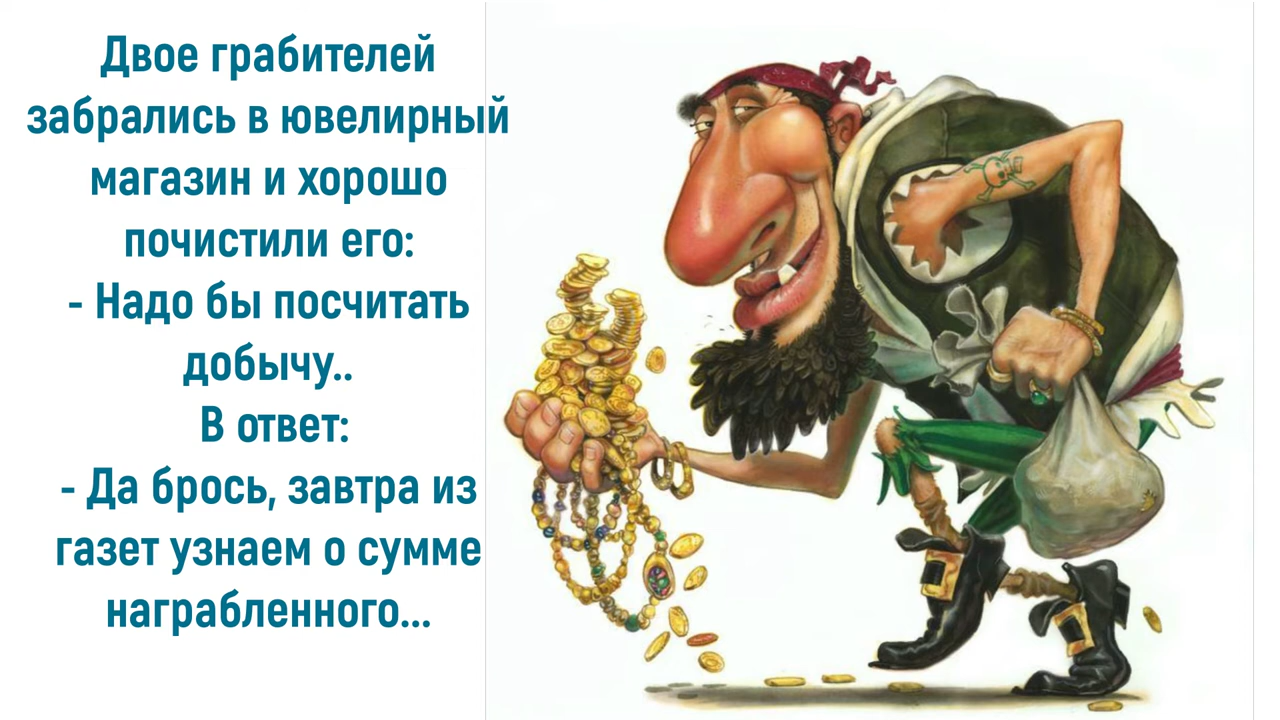 Двое грабителей
забрались в ювелирный
магазин и хорошо
почистили его:
- Надо бы посчитать
добычу..
В ответ:
- Да брось, завтра из
газет узнаем о сумме
награбленного...